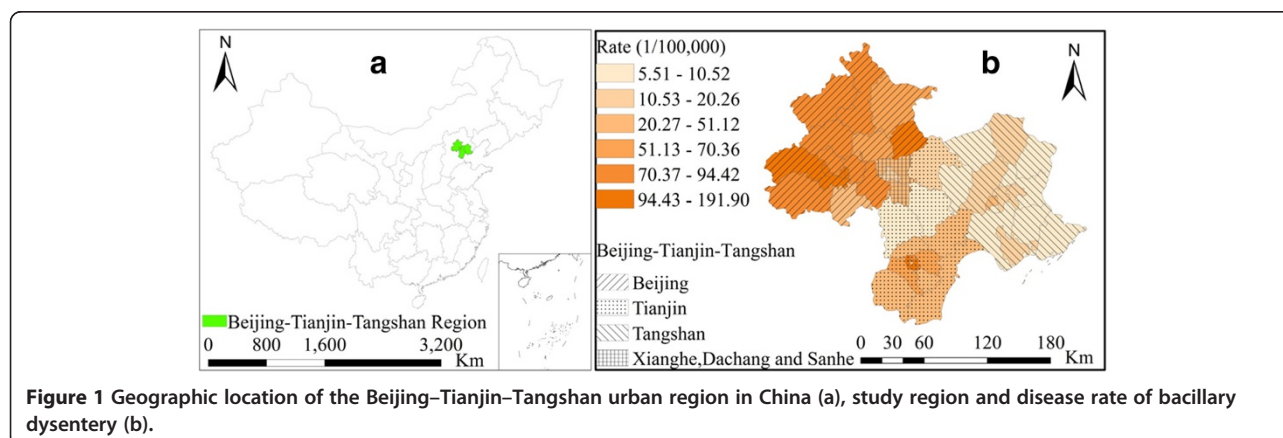 N
a
Beijing-Tianjin-Tangshan Region
0 800 1,600 3,200
Km
Rate (1/100,000)
5.51 - 10.52
10.53 - 20.26
20.27 - 51.12
51.13 - 70.36
70.37 - 94.42
94.43 - 191.90
b
N
Beijing-Tianjin-Tangshan
Beijing
Tianjin
Tangshan
Xianghe,Dachang and Sanhe
0 30 60 120 180
Km
Figure 1 Geographic location of the Beijing–Tianjin–Tangshan urban region in China (a), study region and disease rate of bacillary
dysentery (b).